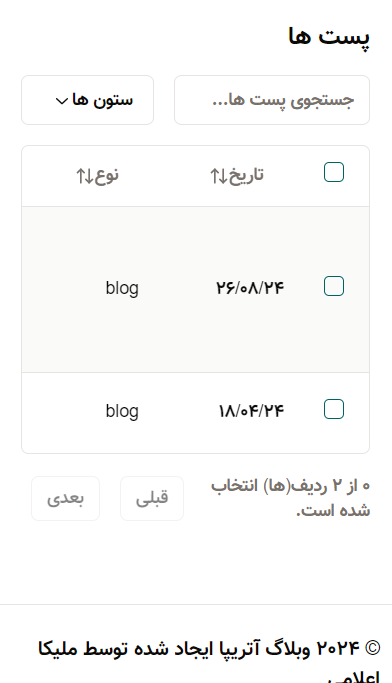 پست ها
جستجوی پست ها...
ستون ها
تاریخ
نوع
۲۶/۰۸/۲۴
blog
۱۸/۰۴/۲۴
blog
۰ از ۲ ردیف(ها) انتخاب
شده است.
قبلی
بعدی
© ۲۰۲۴ وبلاگ آتریپا ایجاد شده توسط ملیکا
اعلامی